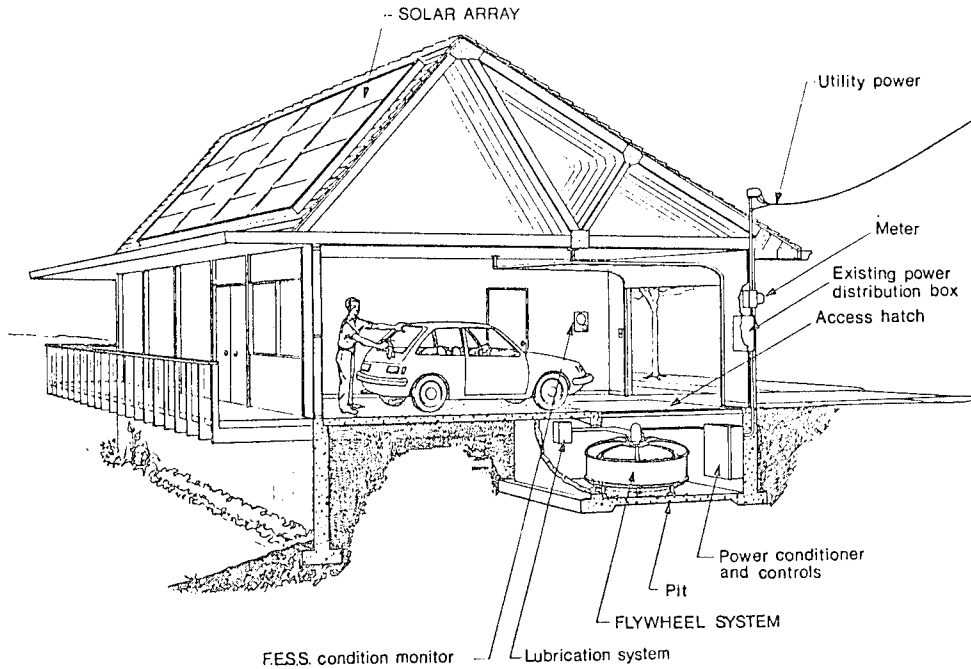 SOLAR ARRAY
Utility power
Meter
Existing power
distribution box
Access hatch
Power conditioner
and controls
Pit
FLYWHEEL SYSTEM
F.E.S.S. condition monitor
Lubrication system